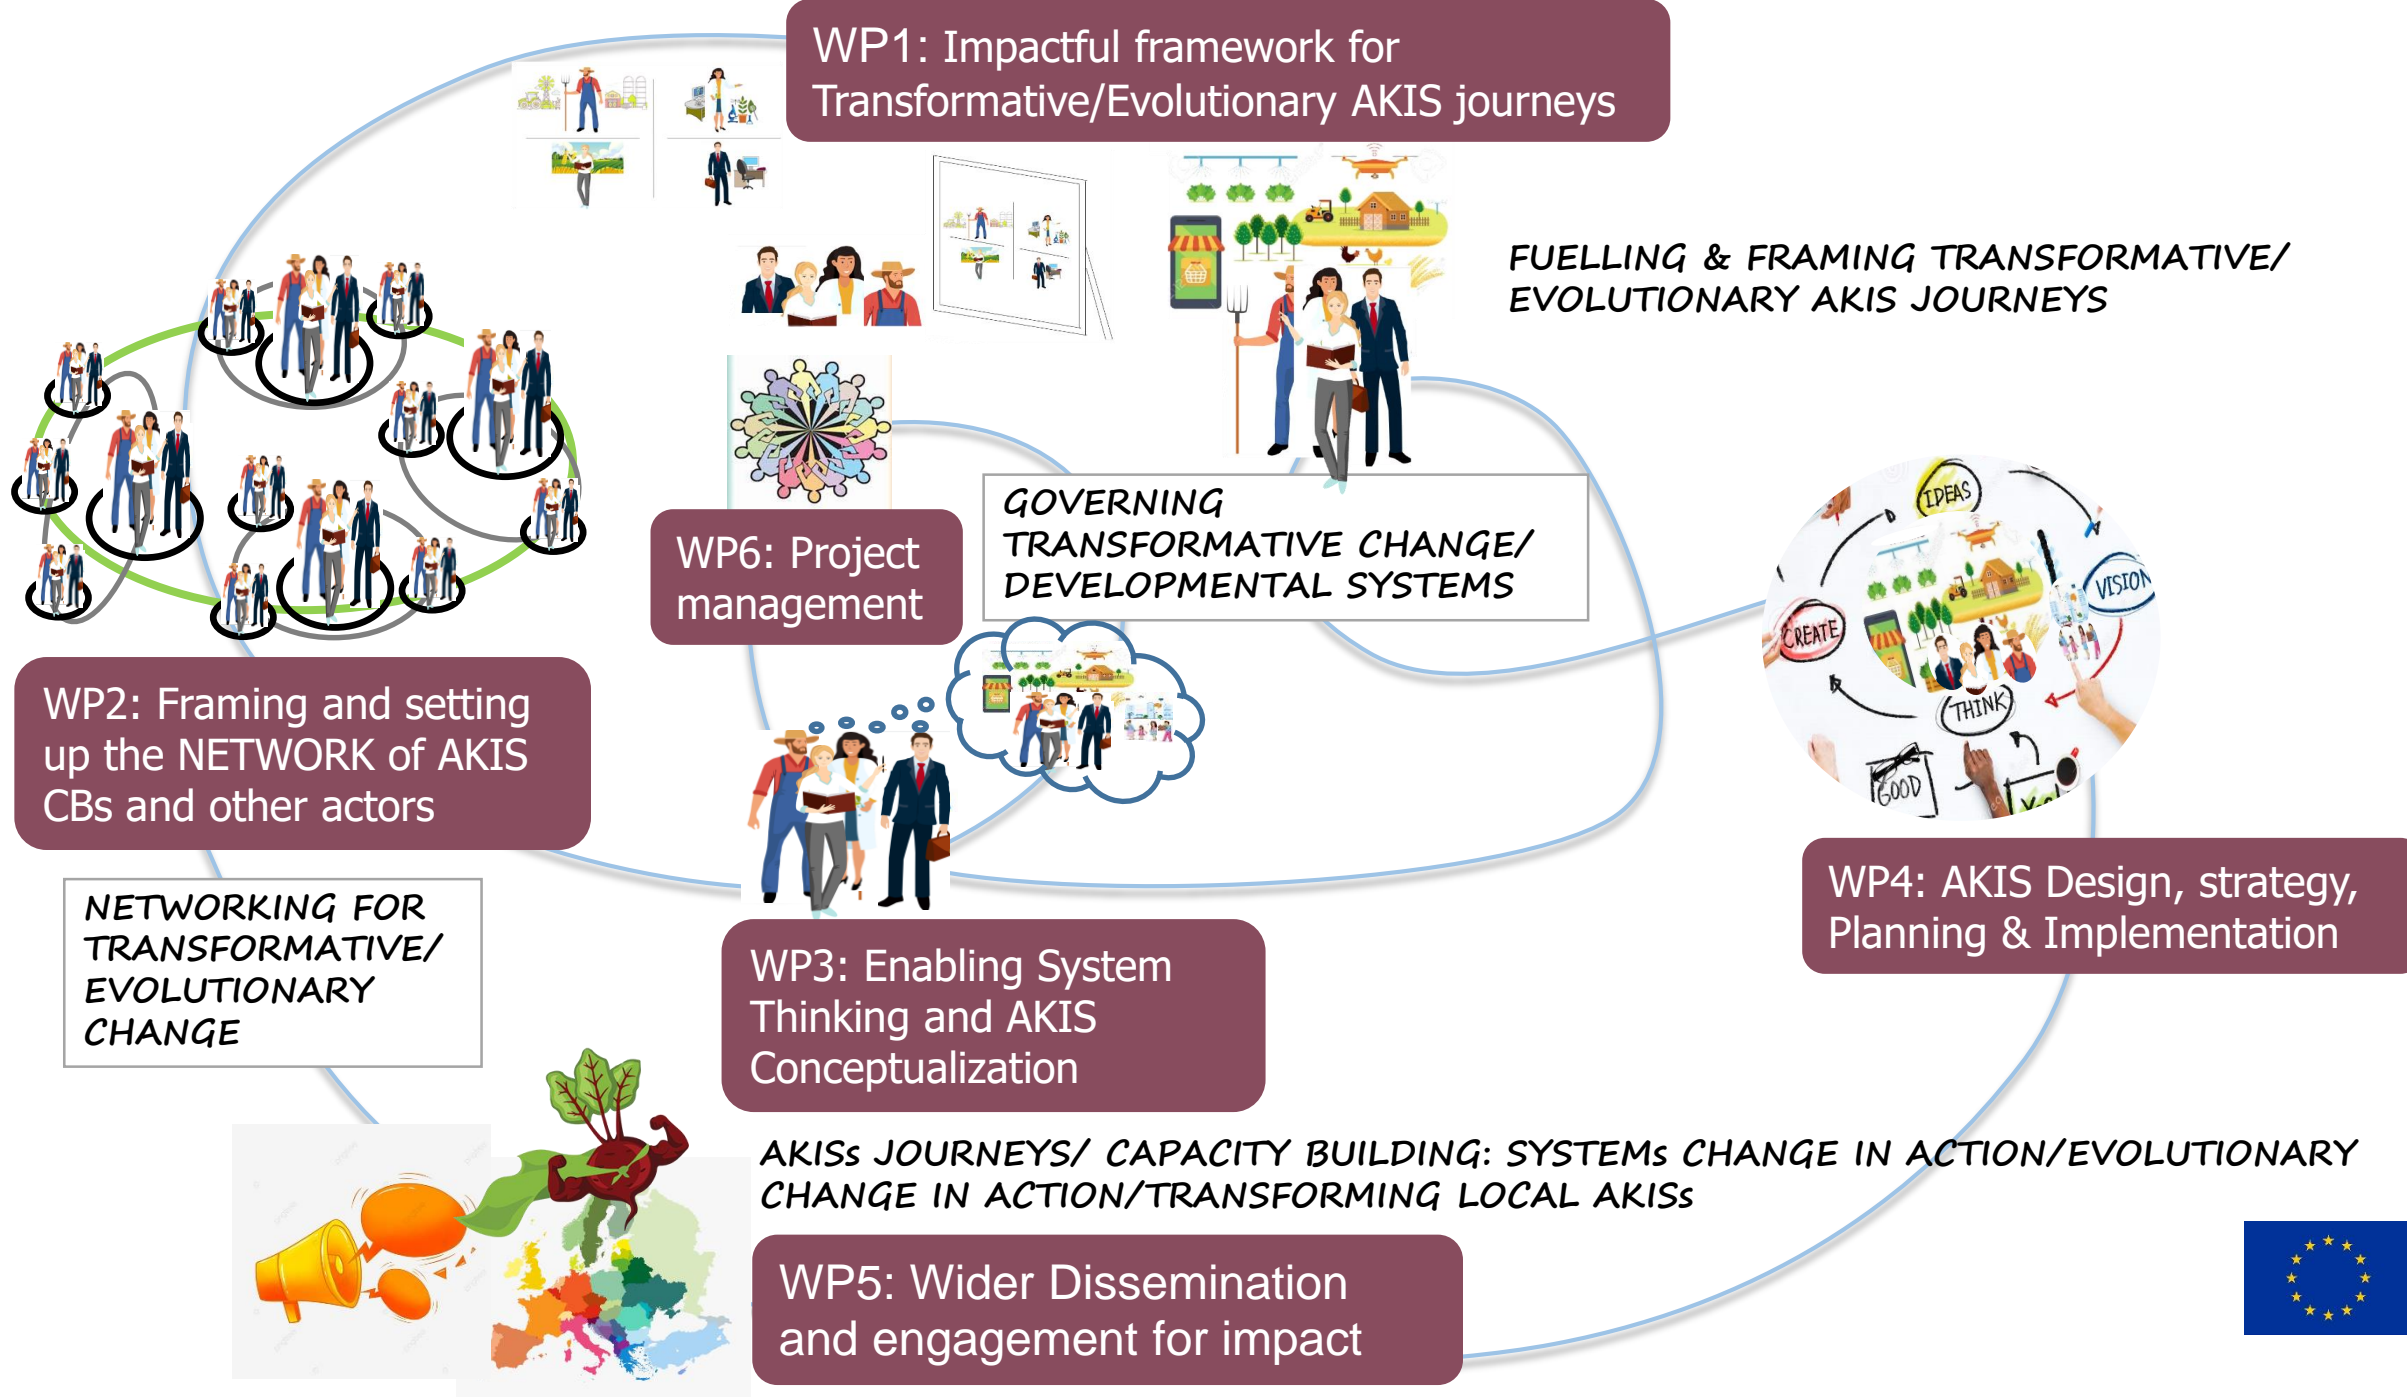 WP1: Impactful framework for
Transformative/Evolutionary AKIS journeys
FUELLING & FRAMING TRANSFORMATIVE/
EVOLUTIONARY AKIS JOURNEYS
GOVERNING
TRANSFORMATIVE CHANGE/
DEVELOPMENTAL SYSTEMS
WP6: Project
management
IDEAS
VISION
CREATE
THINK
GOOD
WP2: Framing and setting
up the NETWORK of AKIS
CBs and other actors
NETWORKING FOR
TRANSFORMATIVE/
EVOLUTIONARY
CHANGE
WP3: Enabling System
Thinking and AKIS
Conceptualization
WP4: AKIS Design, strategy,
Planning & Implementation
AKISs JOURNEYS/ CAPACITY BUILDING: SYSTEMs CHANGE IN ACTION/EVOLUTIONARY
CHANGE IN ACTION/TRANSFORMING LOCAL AKISs
WP5: Wider Dissemination
and engagement for impact